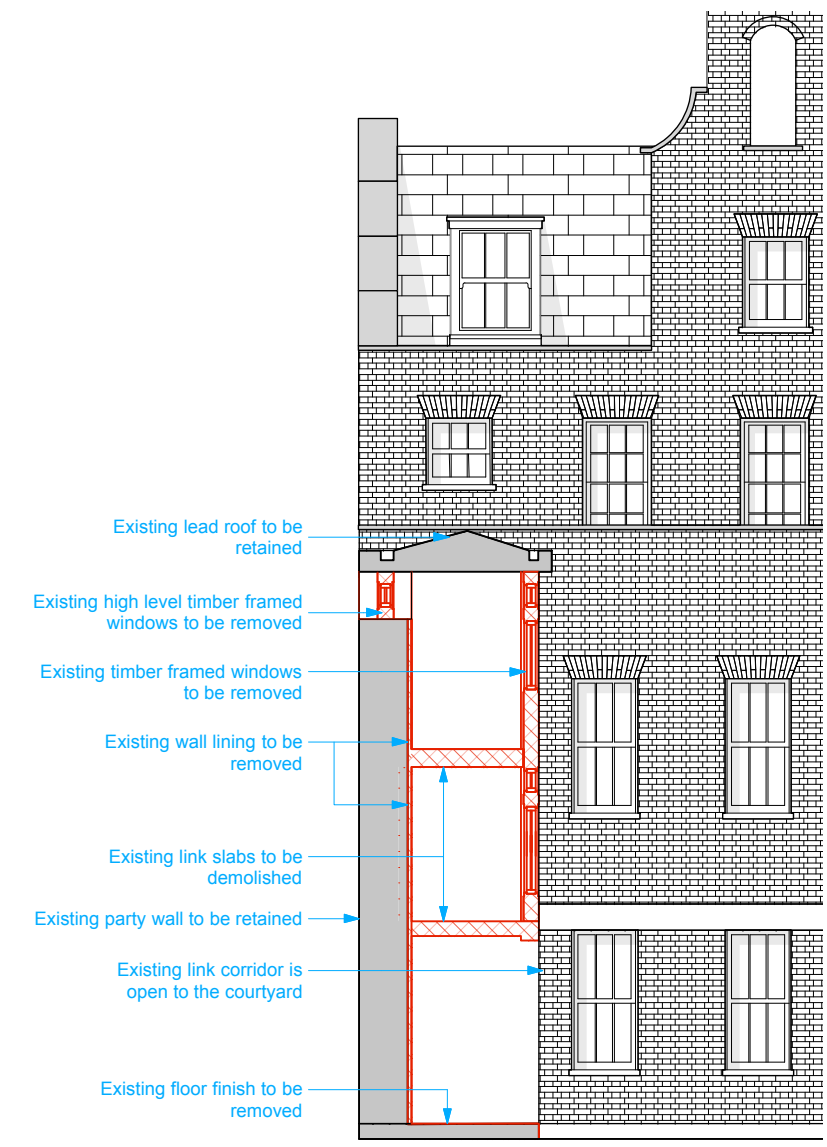 Existing lead roof to be
retained
Existing high level timber framed
windows to be removed
Existing timber framed windows
to be removed
Existing wall lining to be
removed
Existing link slabs to be
demolished
Existing party wall to be retained
Existing link corridor is
open to the courtyard
Existing floor finish to be
removed